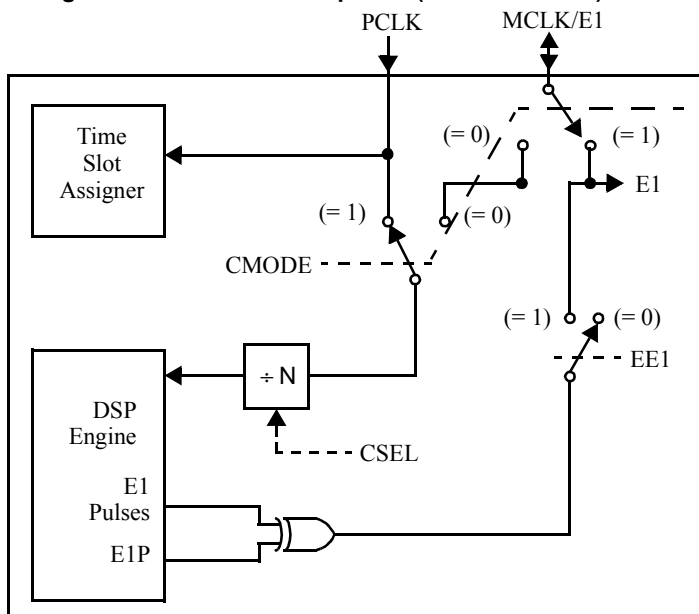 PCLK
MCLK/E1
Time
Slot
Assigner
(= 0)
(= 1)
E1
(= 1)
(= 0)
CMODE
(= 1)
(= 0)
EE1
÷ N
DSP
Engine
CSEL
E1
Pulses
E1P